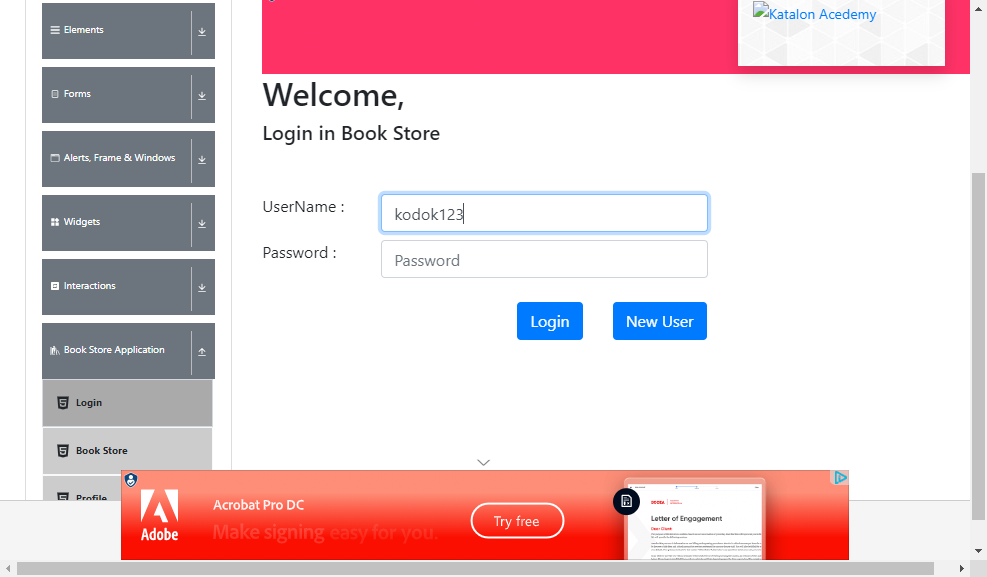 Elements
Forms
Alerts, Frame & Windows
Widgets
Interactions
Book Store Application
Login
Book Store
Profile
Katalon Acedemy
Welcome,
Login in Book Store
UserName :
kodok123
Password :
Password
Login
New User
Adobe
Acrobat Pro DC
Make signing easy for you.
Try free
Letter of Engagement
Dear Client